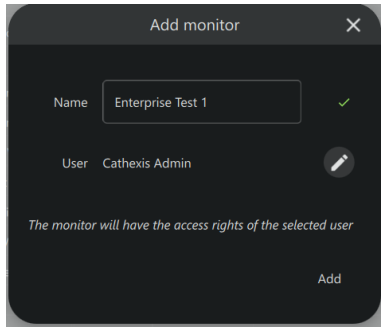 Add monitor
Name Enterprise Test 1
User Cathexis Admin
The monitor will have the access rights of the selected user
Add